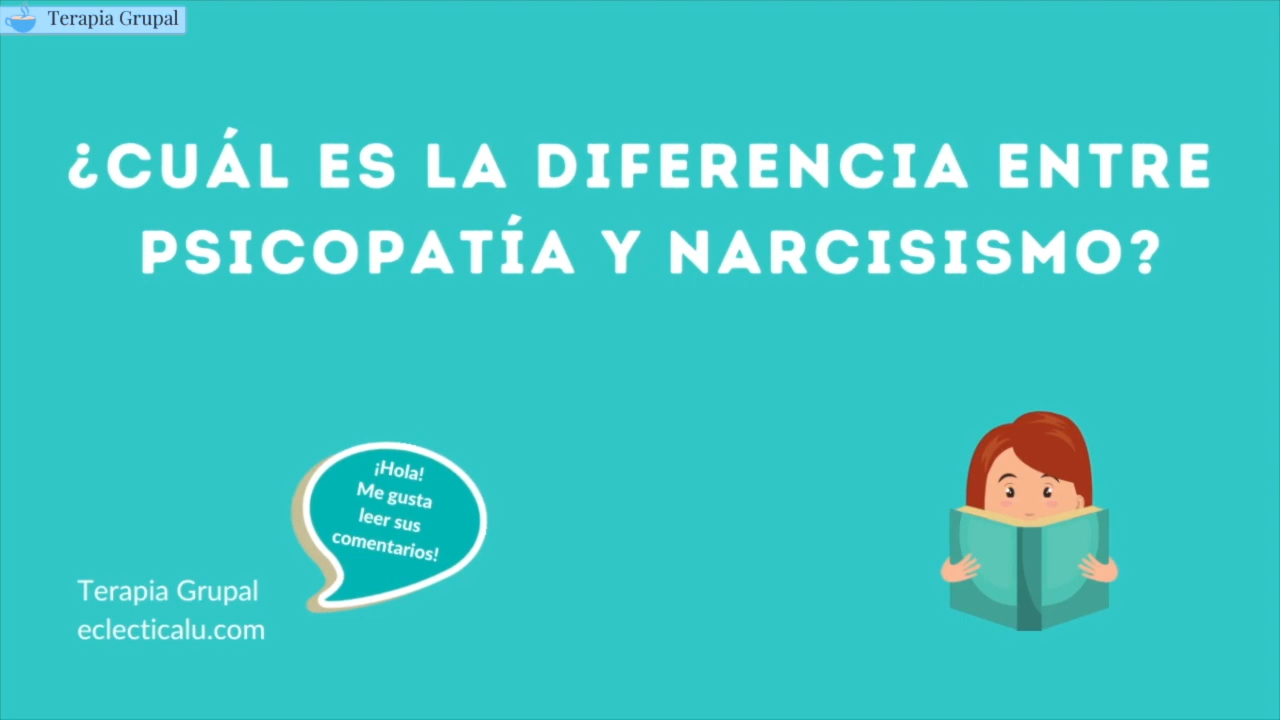 Terapia Grupal
¿CUÁL ES LA DIFERENCIA ENTRE
PSICOPATÍA Y NARCISISMO?
¡Hola!
Me gusta
leer sus
comentarios!
Terapia Grupal
eclecticalu.com